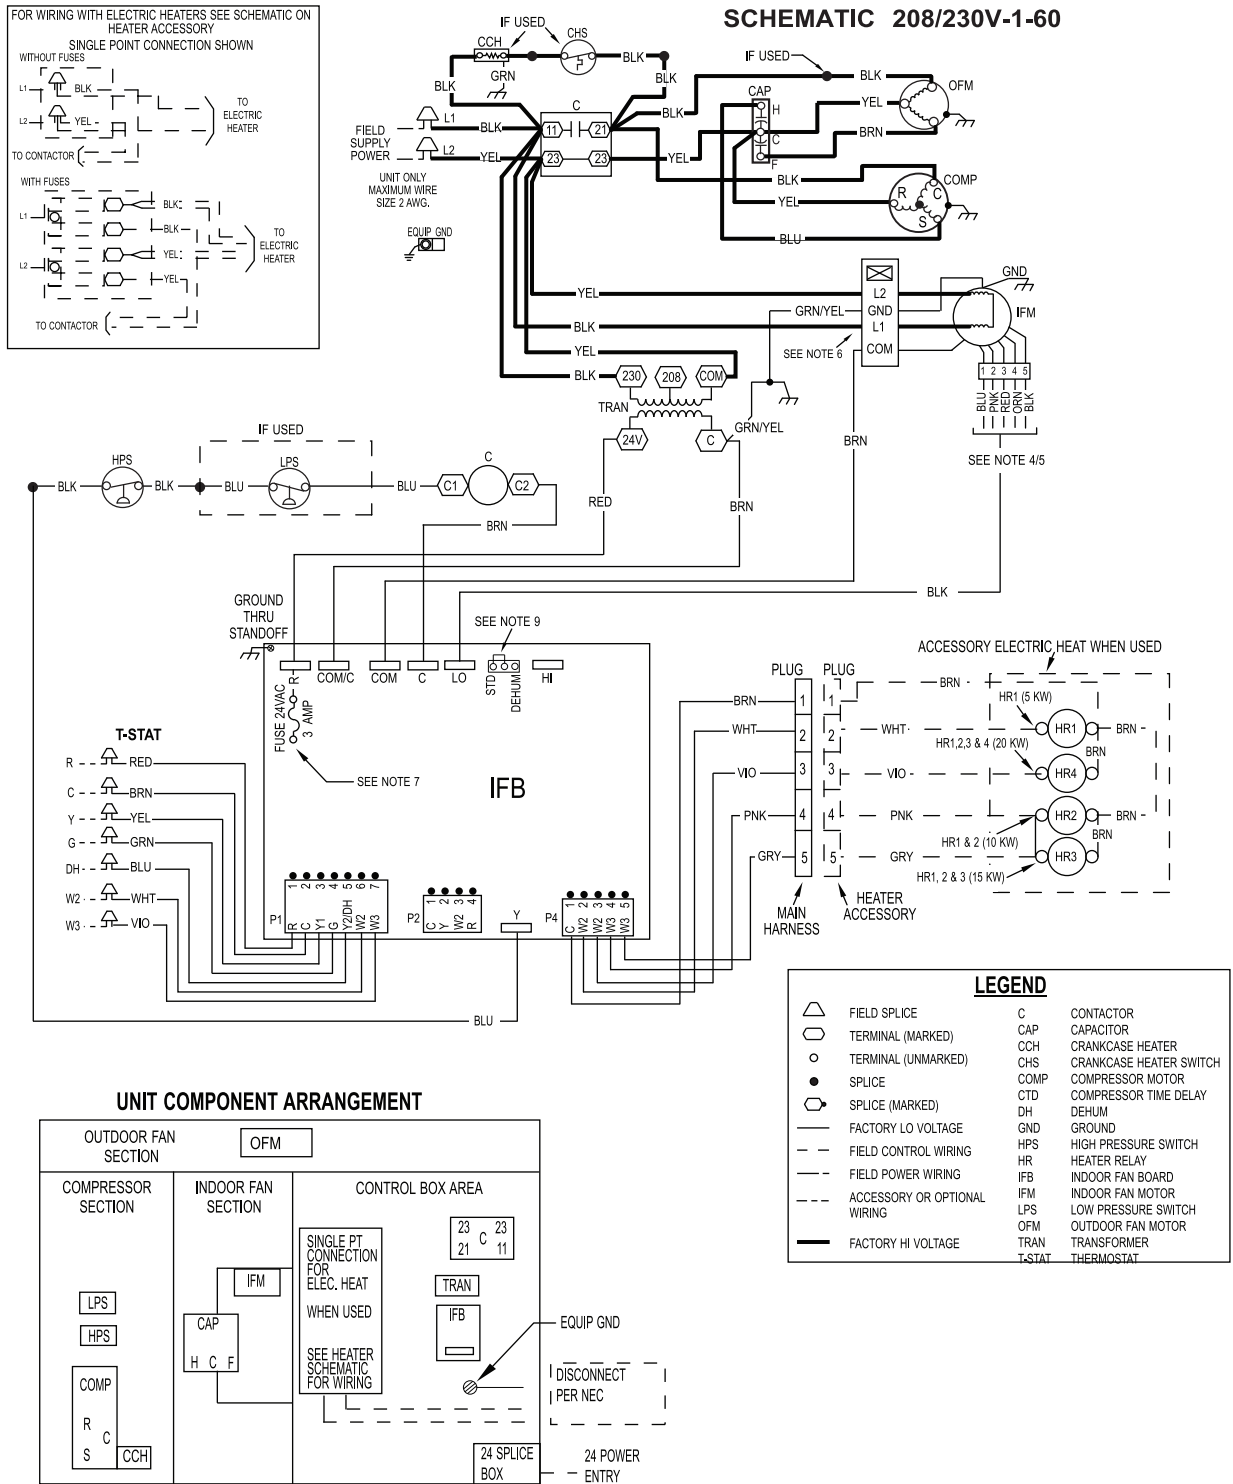 FOR WIRING WITH ELECTRIC HEATERS SEE SCHEMATIC ON
HEATER ACCESSORY
SINGLE POINT CONNECTION SHOWN
WITHOUT FUSES
L1
BLK
L2
YEL
TO
ELECTRIC
HEATER
TO CONTACTOR
WITH FUSES
L1
BLK
BLK
YEL
L2
YEL
TO
ELECTRIC
HEATER
TO CONTACTOR
SCHEMATIC 208/230V-1-60
IF USED
CCH
CHS
BLK
GRN
BLK
BLK
IF USED
BLK
OFM
CAP
H
C
F
YEL
BRN
C
11
21
23
23
BLK
FIELD
SUPPLY
POWER
L1
BLK
L2
YEL
YEL
UNIT ONLY
MAXIMUM WIRE
SIZE 2 AWG.
EQUIP GND
BLK
COMP
R
C
S
YEL
BLU
YEL
L2
GND
L1
COM
GRN/YEL
BLK
SEE NOTE 6
GND
IFM
YEL
BLK
230
208
COM
TRAN
24V
C
GRN/YEL
1 2 3 4 5
BLU
PNK
RED
ORN
BLK
SEE NOTE 4/5
BRN
IF USED
HPS
LPS
C
BLK
BLK
BLU
BLU
C1
C2
BRN
RED
BRN
BLK
GROUND
THRU
STANDOFF
SEE NOTE 9
R
COM/C
COM
C
LO
STD
DEHUM
HI
FUSE 24VAC
3 AMP
SEE NOTE 7
IFB
T-STAT
R
RED
C
BRN
Y
YEL
G
GRN
DH
BLU
W2
WHT
W3
VIO
P1
1 2 3 4 5 6 7
R C Y1 G Y2/DH W2 W3
P2
1 2 3 4
C Y W2 R
Y
P4
1 2 3 4 5
C W2 W2 W3 W3
BLU
PLUG
PLUG
BRN
1
1
WHT
2
2
VIO
3
3
PNK
4
4
GRY
5
5
MAIN
HARNESS
HEATER
ACCESSORY
ACCESSORY ELECTRIC HEAT WHEN USED
BRN
HR1 (5 KW)
WHT
HR1
BRN
HR1,2,3 & 4 (20 KW)
BRN
VIO
HR4
PNK
HR2
BRN
HR1 & 2 (10 KW)
BRN
GRY
HR3
HR1, 2 & 3 (15 KW)
LEGEND
FIELD SPLICE
TERMINAL (MARKED)
TERMINAL (UNMARKED)
SPLICE
SPLICE (MARKED)
FACTORY LO VOLTAGE
FIELD CONTROL WIRING
FIELD POWER WIRING
ACCESSORY OR OPTIONAL
WIRING
FACTORY HI VOLTAGE
C CONTACTOR
CAP CAPACITOR
CCH CRANKCASE HEATER
CHS CRANKCASE HEATER SWITCH
COMP COMPRESSOR MOTOR
CTD COMPRESSOR TIME DELAY
DH DEHUM
GND GROUND
HPS HIGH PRESSURE SWITCH
HR HEATER RELAY
IFB INDOOR FAN BOARD
IFM INDOOR FAN MOTOR
LPS LOW PRESSURE SWITCH
OFM OUTDOOR FAN MOTOR
TRAN TRANSFORMER
T-STAT THERMOSTAT
UNIT COMPONENT ARRANGEMENT
OUTDOOR FAN
SECTION
OFM
COMPRESSOR
SECTION
LPS
HPS
COMP
R
C
S
CCH
INDOOR FAN
SECTION
IFM
CAP
H C F
CONTROL BOX AREA
SINGLE PT
CONNECTION
FOR
ELEC. HEAT
WHEN USED
SEE HEATER
SCHEMATIC
FOR WIRING
23 C 23
21 11
TRAN
IFB
EQUIP GND
DISCONNECT
PER NEC
24 SPLICE
BOX
24 POWER
ENTRY